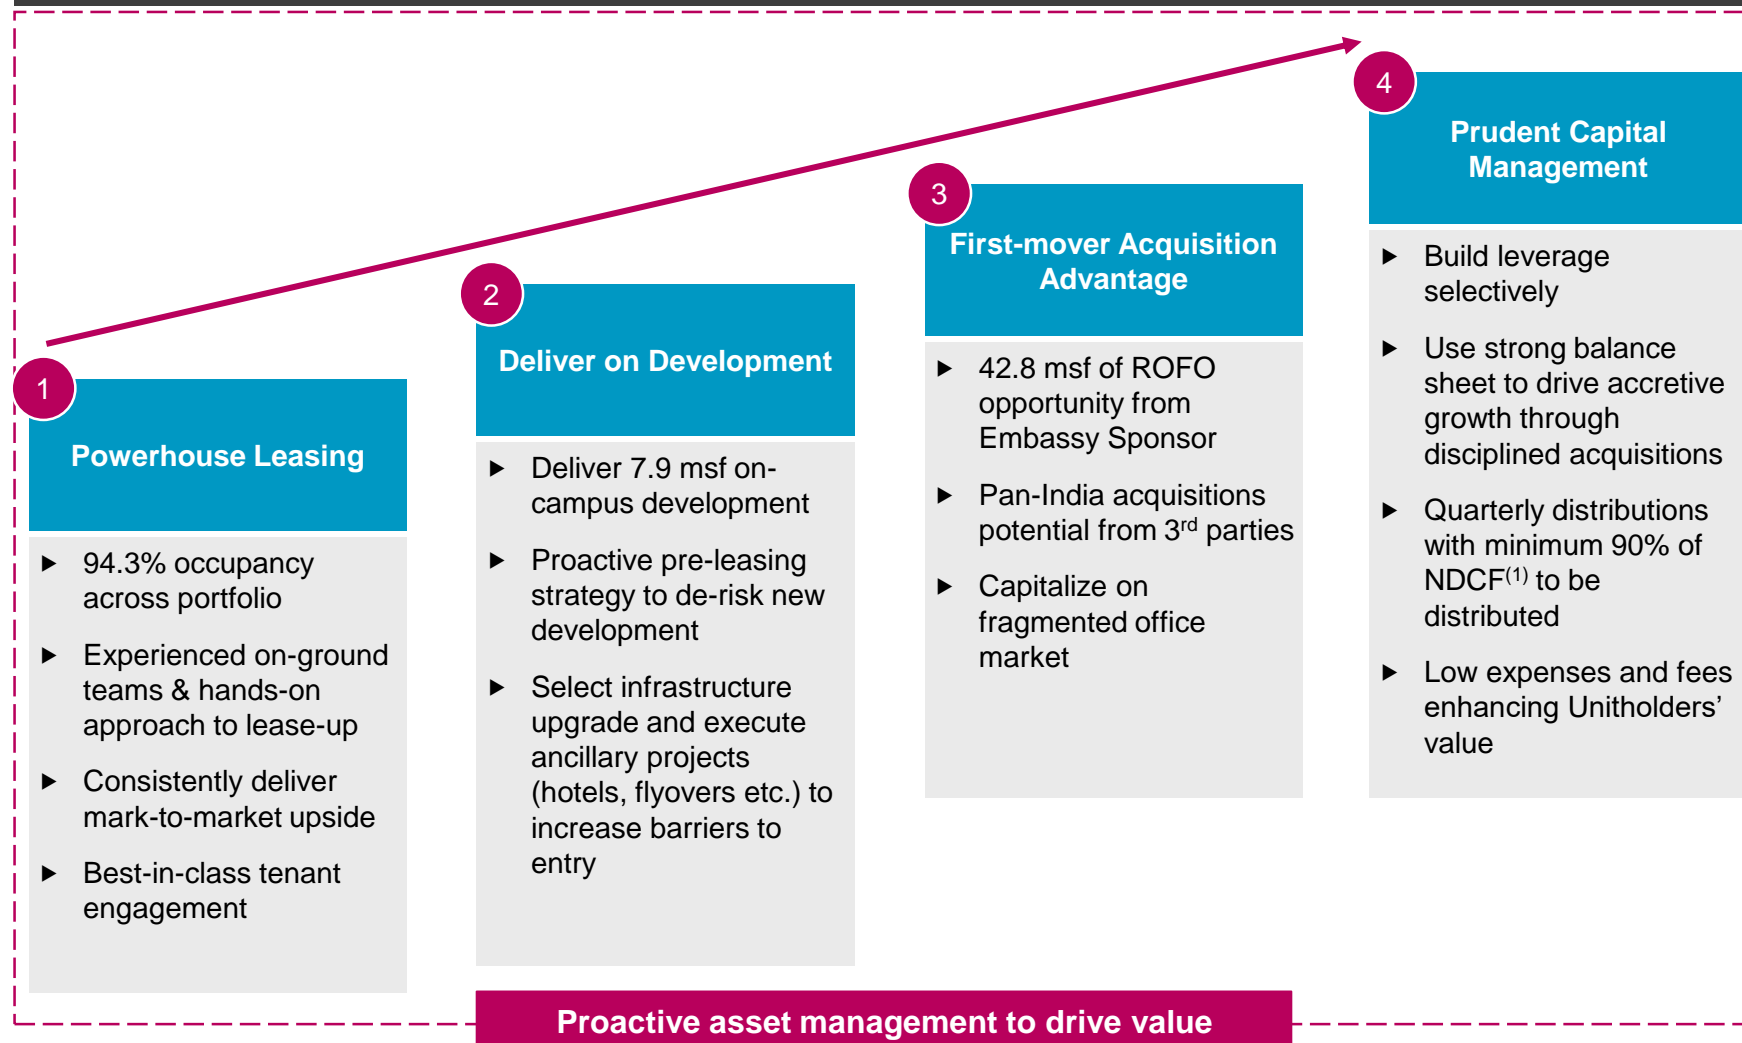 1
Powerhouse Leasing
▶ 94.3% occupancy
across portfolio
▶ Experienced on-ground
teams & hands-on
approach to lease-up
▶ Consistently deliver
mark-to-market upside
▶ Best-in-class tenant
engagement
2
Deliver on Development
▶ Deliver 7.9 msf on-
campus development
▶ Proactive pre-leasing
strategy to de-risk new
development
▶ Select infrastructure
upgrade and execute
ancillary projects
(hotels, flyovers etc.) to
increase barriers to
entry
3
First-mover Acquisition
Advantage
▶ 42.8 msf of ROFO
opportunity from
Embassy Sponsor
▶ Pan-India acquisitions
potential from 3rd parties
▶ Capitalize on
fragmented office
market
4
Prudent Capital
Management
▶ Build leverage
selectively
▶ Use strong balance
sheet to drive accretive
growth through
disciplined acquisitions
▶ Quarterly distributions
with minimum 90% of
NDCF(1) to be
distributed
▶ Low expenses and fees
enhancing Unitholders’
value
Proactive asset management to drive value